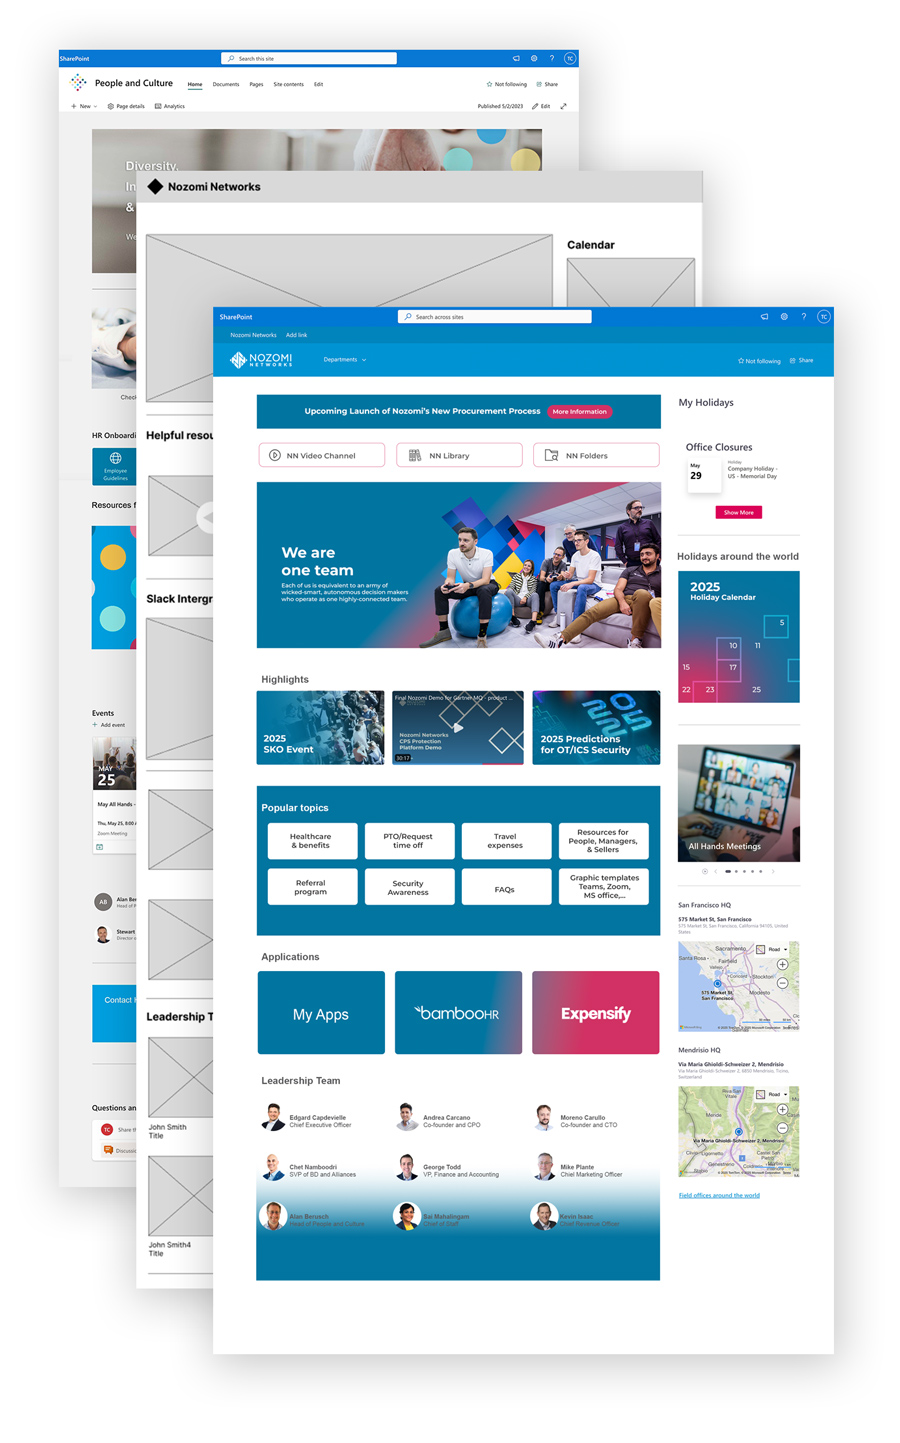 SharePoint
Search this site
TC
People and Culture
Home
Documents
Pages
Site contents
Edit
Not following
Share
New
Page details
Analytics
Published 5/2/2023
Edit
Diversity,
In
&
We
Check
HR Onboardi
Employee
Guidelines
Resources f
Events
Add event
MAY
25
May All Hands -
Thu, May 25, 8:00
Zoom Meeting
AB
Alan Ber
Head of P
Stewart
Director o
Contact H
Questions an
TC
Share th
Discussio
Nozomi Networks
Calendar
Helpful resou
Slack Intergr
Leadership T
John Smith
Title
John Smith4
Title
SharePoint
Search across sites
TC
Nozomi Networks
Add link
NOZOMI
NETWORKS
Departments
Not following
Share
Upcoming Launch of Nozomi's New Procurement Process
More Information
NN Video Channel
NN Library
NN Folders
We are
one team
Each of us is equivalent to an army of
wicked-smart, autonomous decision makers
who operate as one highly-connected team.
Highlights
2025
SKO Event
Final Nozomi Demo for Gartner MQ - product ...
Nozomi Networks
CPS Protection
Platform Demo
30:17
2025 Predictions
for OT/ICS Security
Popular topics
Healthcare
& benefits
PTO/Request
time off
Travel
expenses
Resources for
People, Managers,
& Sellers
Referral
program
Security
Awareness
FAQs
Graphic templates
Teams, Zoom,
MS office,...
Applications
My Apps
bambooHR
Expensify
Leadership Team
Edgard Capdevielle
Chief Executive Officer
Andrea Carcano
Co-founder and CPO
Moreno Carullo
Co-founder and CTO
Chet Namboodri
SVP of BD and Alliances
George Todd
VP, Finance and Accounting
Mike Plante
Chief Marketing Officer
Alan Berusch
Head of People and Culture
Sai Mahalingam
Chief of Staff
Kevin Isaac
Chief Revenue Officer
My Holidays
Office Closures
May
29
Holiday
Company Holiday -
US - Memorial Day
Show More
Holidays around the world
2025
Holiday Calendar
5
10
11
15
17
22
23
25
All Hands Meetings
San Francisco HQ
575 Market St, San Francisco
575 Market St, San Francisco, California 94105, United
States
Sacramento
Road
Santa Rosa
Fairfield
Vallejo
Concord
Stockton
575 Market St,
San Francisco
Modesto
Mendrisio HQ
Via Maria Ghioldi-Schweizer 2, Mendrisio
Via Maria Ghioldi-Schweizer 2, 6850 Mendrisio, Ticino,
Switzerland
Riva San
Vitale
Road
Via Maria Ghioldi-Schweizer 2, Mendrisio
Ligornetto
Genestrerio
Stabio
Field offices around the world